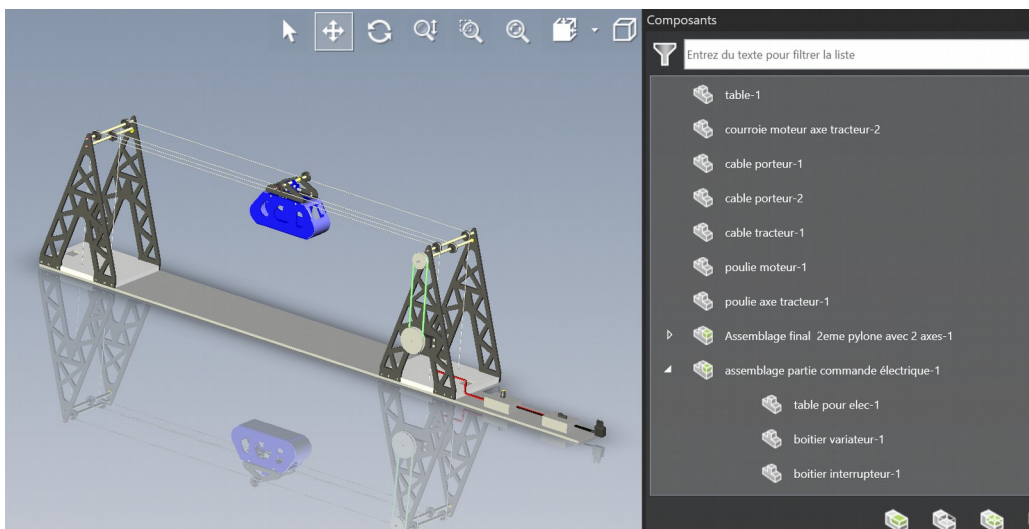 Composants
Entrez du texte pour filtrer la liste
table-1
courroie moteur axe tracteur-2
cable porteur-1
cable porteur-2
cable tracteur-1
poulie moteur-1
poulie axe tracteur-1
Assemblage final 2eme pylone avec 2 axes-1
assemblage partie commande électrique-1
table pour elec-1
boitier variateur-1
boitier interrupteur-1